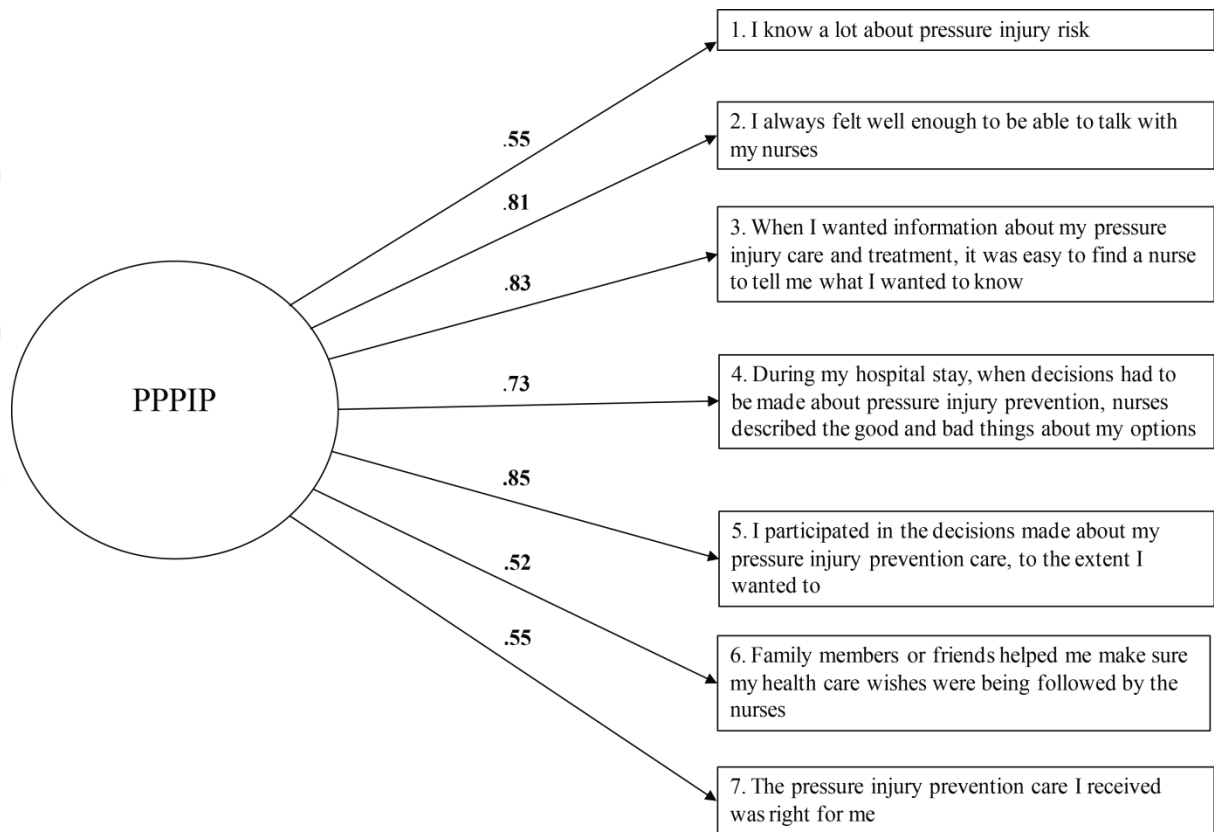 1. I know a lot about pressure injury risk
.55
2. I always felt well enough to be able to talk with
my nurses
.81
3. When I wanted information about my pressure
injury care and treatment, it was easy to find a nurse
to tell me what I wanted to know
.83
PPPIP
.73
4. During my hospital stay, when decisions had to
be made about pressure injury prevention, nurses
described the good and bad things about my options
.85
5. I participated in the decisions made about my
pressure injury prevention care, to the extent I
wanted to
.52
6. Family members or friends helped me make sure
my health care wishes were being followed by the
nurses
.55
7. The pressure injury prevention care I received
was right for me